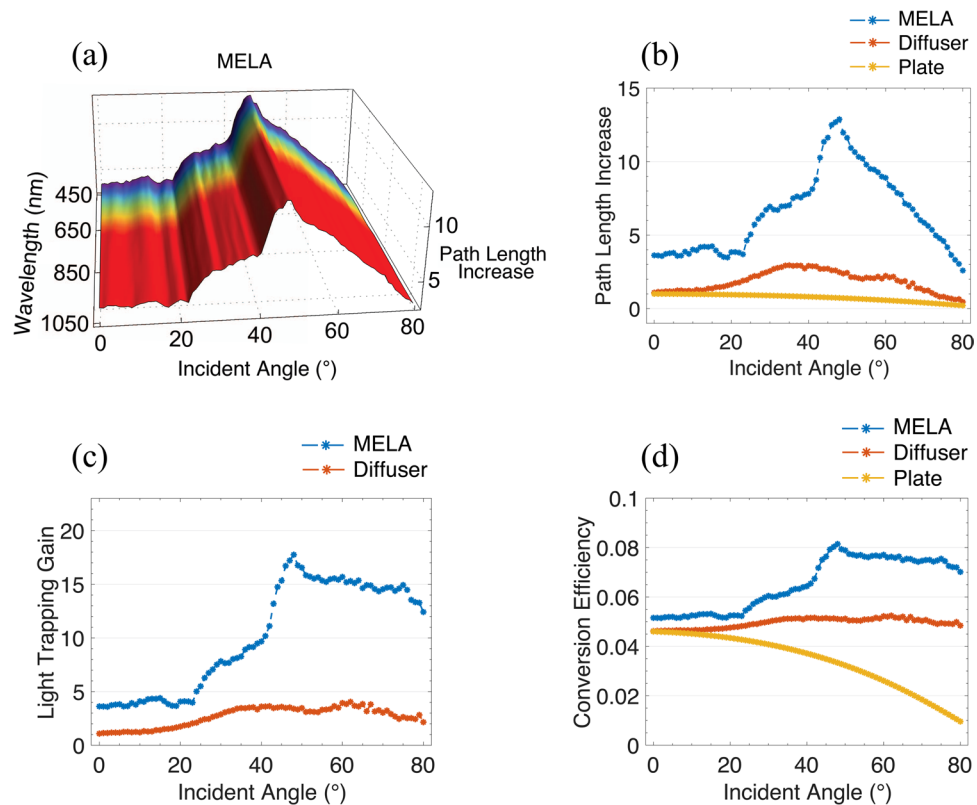 (a)
MELA
Wavelength (nm)
450
650
850
1050
0
20
40
60
80
Incident Angle (°)
10
5
Path Length
Increase
(b)
MELA
Diffuser
Plate
Path Length Increase
15
10
5
0
0
20
40
60
80
Incident Angle (°)
(c)
MELA
Diffuser
Light Trapping Gain
20
15
10
5
0
0
20
40
60
80
Incident Angle (°)
(d)
MELA
Diffuser
Plate
Conversion Efficiency
0.1
0.08
0.06
0.04
0.02
0
0
20
40
60
80
Incident Angle (°)